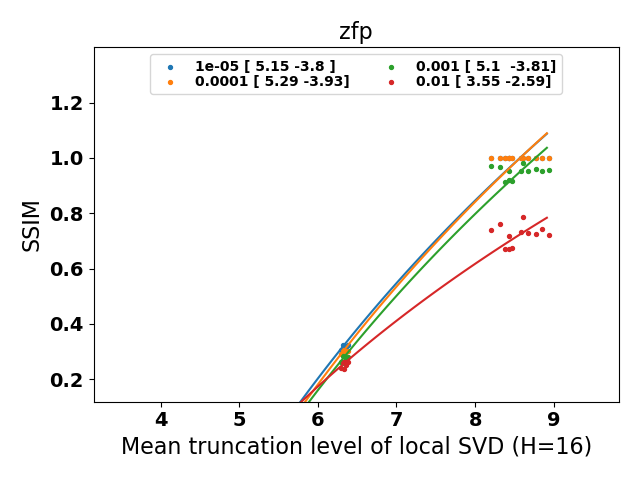 zfp
1e-05 [ 5.15 -3.8 ]
0.0001 [ 5.29 -3.93]
0.001 [ 5.1  -3.81]
0.01 [ 3.55 -2.59]
SSIM
1.2
1.0
0.8
0.6
0.4
0.2
4 5 6 7 8 9
Mean truncation level of local SVD (H=16)